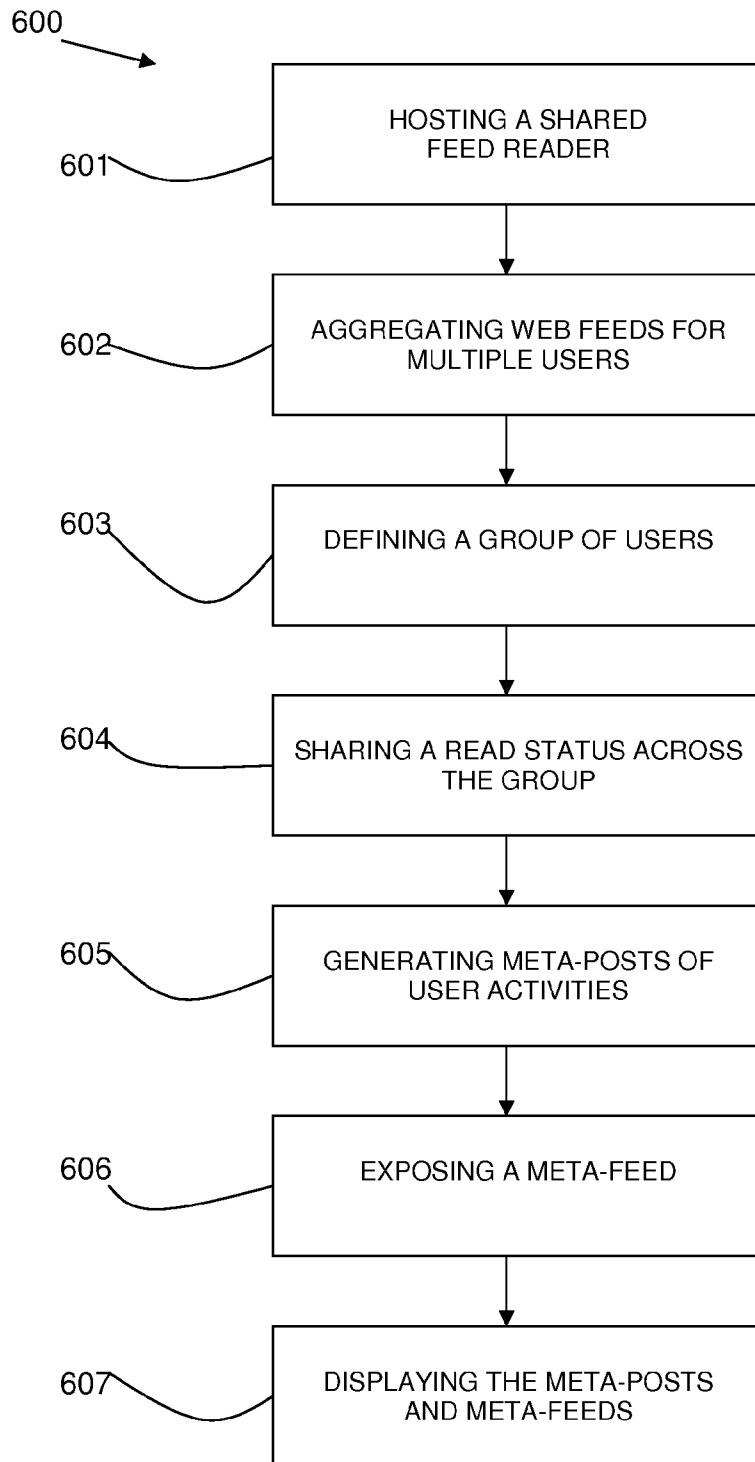 600
601
HOSTING A SHARED
FEED READER
602
AGGREGATING WEB FEEDS FOR
MULTIPLE USERS
603
DEFINING A GROUP OF USERS
604
SHARING A READ STATUS ACROSS
THE GROUP
605
GENERATING META-POSTS OF
USER ACTIVITIES
606
EXPOSING A META-FEED
607
DISPLAYING THE META-POSTS
AND META-FEEDS